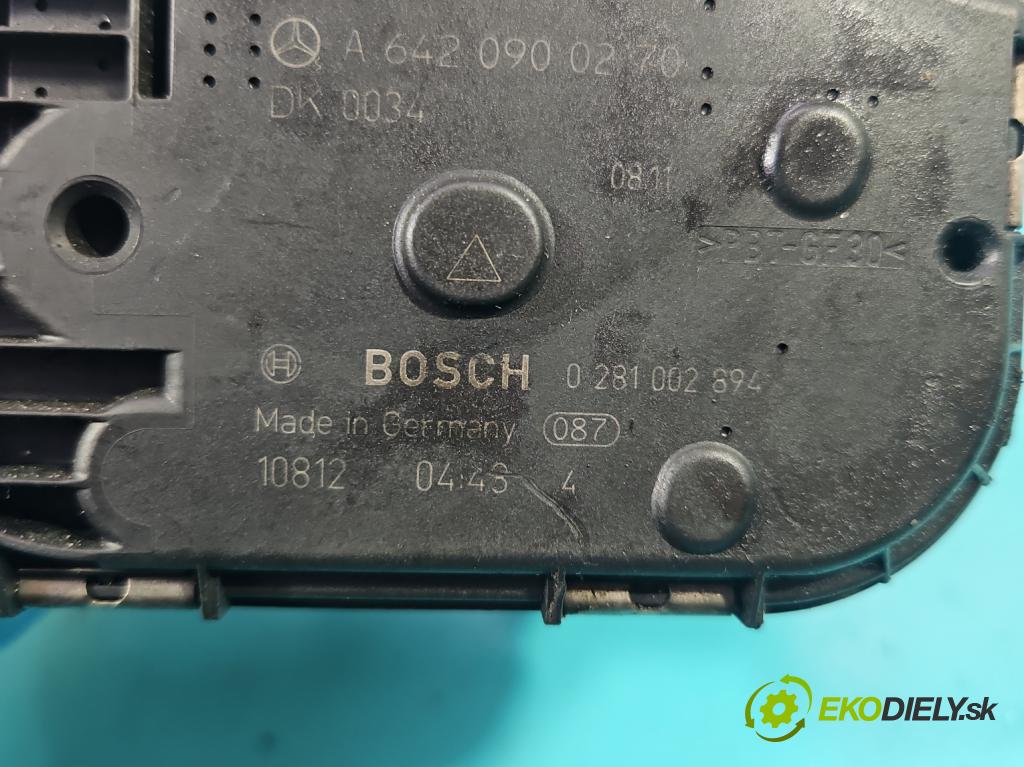 A 642 090 02 70
DK 0034
0811
>PBT-GF30<
BOSCH 0 281 002 894
Made in Germany 087
10812 04:43 4
EKODIELY.sk